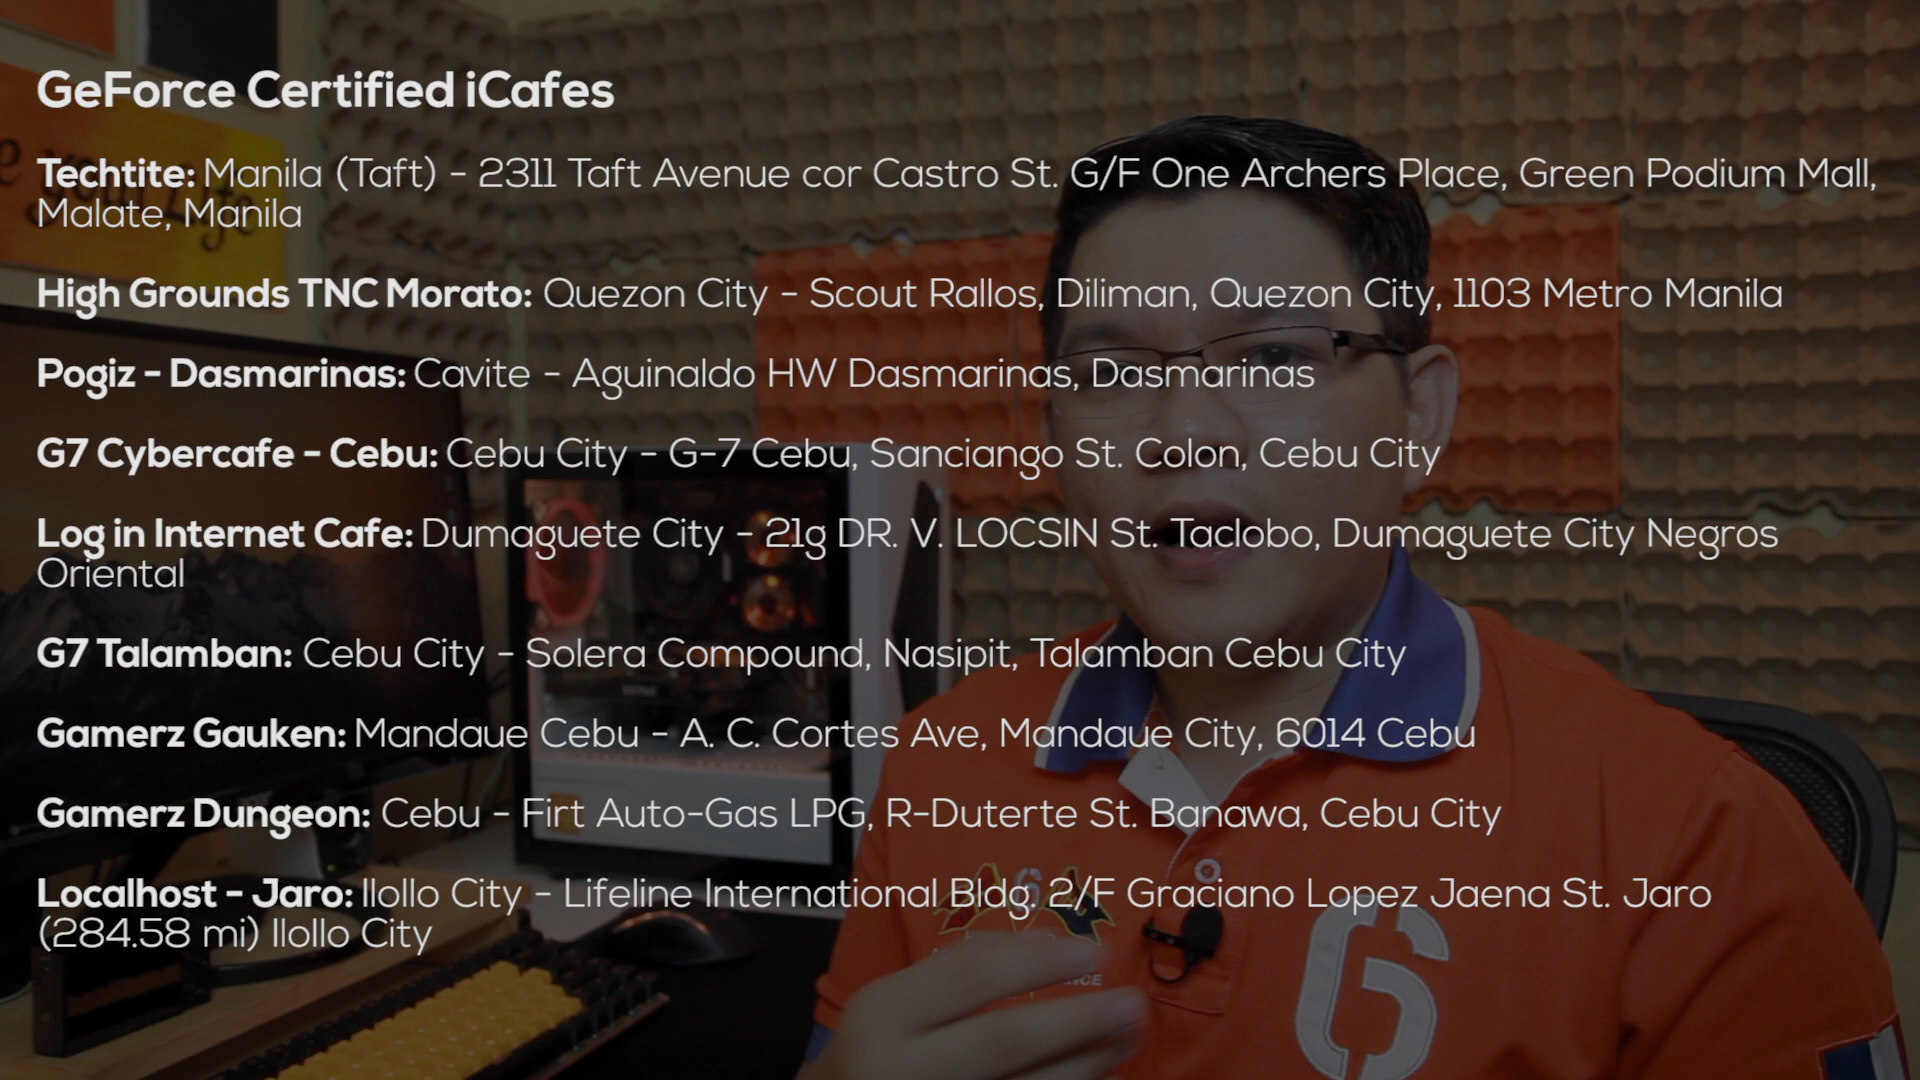 GeForce Certified iCafes
Techtite: Manila (Taft) - 2311 Taft Avenue cor Castro St. G/F One Archers Place, Green Podium Mall,
Malate, Manila
High Grounds TNC Morato: Quezon City - Scout Rallos, Diliman, Quezon City, 1103 Metro Manila
Pogiz - Dasmarinas: Cavite - Aguinaldo HW Dasmarinas, Dasmarinas
G7 Cybercafe - Cebu: Cebu City - G-7 Cebu, Sanciango St. Colon, Cebu City
Log in Internet Cafe: Dumaguete City - 21g DR. V. LOCSIN St. Taclobo, Dumaguete City Negros
Oriental
G7 Talamban: Cebu City - Solera Compound, Nasipit, Talamban Cebu City
Gamerz Gauken: Mandaue Cebu - A. C. Cortes Ave, Mandaue City, 6014 Cebu
Gamerz Dungeon: Cebu - Firt Auto-Gas LPG, R-Duterte St. Banawa, Cebu City
Localhost - Jaro: Ilollo City - Lifeline International Bldg. 2/F Graciano Lopez Jaena St. Jaro
(284.58 mi) Ilollo City
6
6